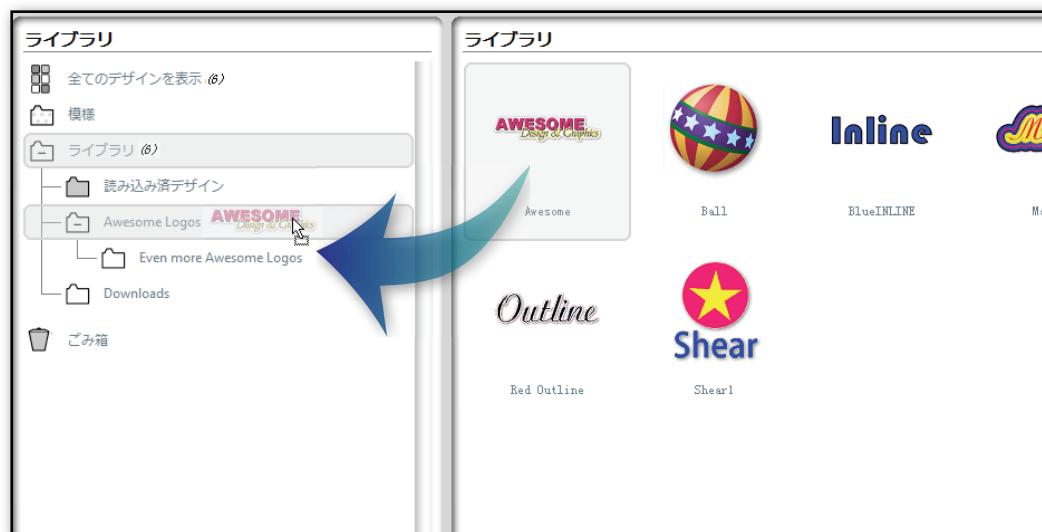 ライブラリ
全てのデザインを表示 (6)
模様
ライブラリ (6)
読み込み済デザイン
Awesome Logos
AWESOME
Design & Graphics
Even more Awesome Logos
Downloads
ごみ箱
ライブラリ
AWESOME
Design & Graphics
Inline
Awesome
Ball
BlueINLINE
Outline
Shear
Red Outline
Shear1